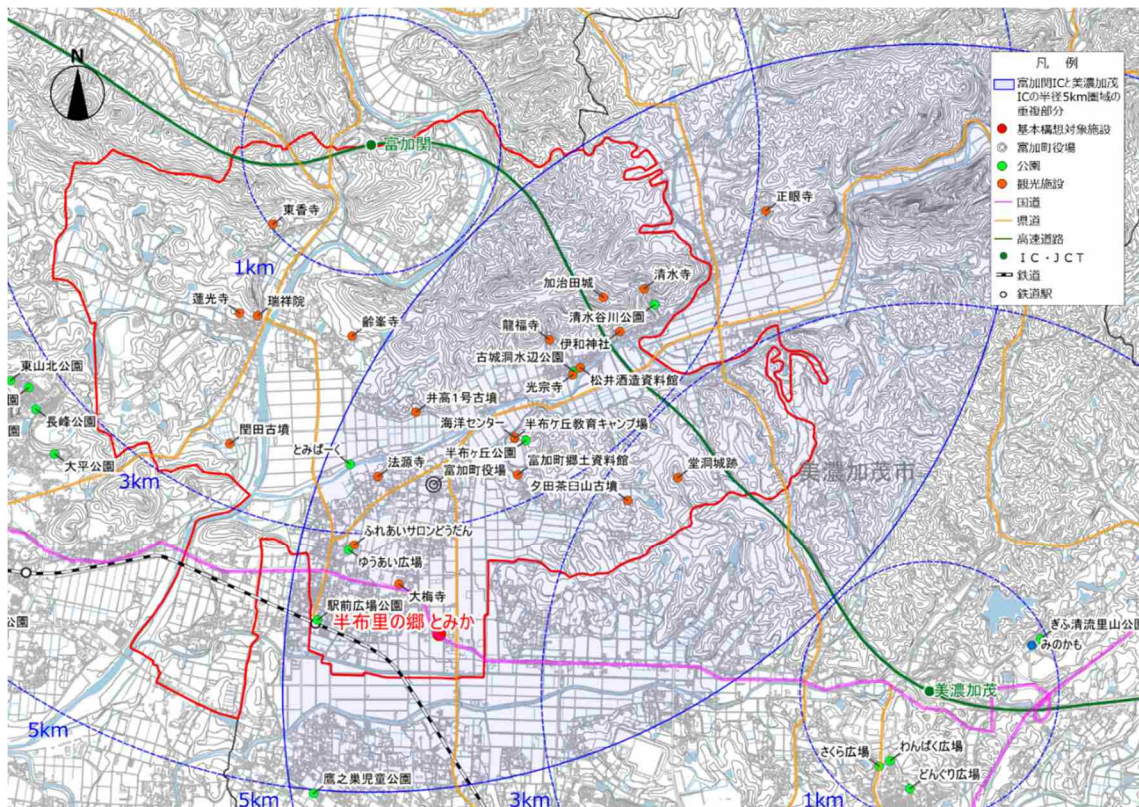 N
凡 例
富加関ICと美濃加茂
ICの半径5km圏域の
重複部分
基本構想対象施設
富加町役場
公園
観光施設
国道
県道
高速道路
IC・JCT
鉄道
鉄道駅
富加関
正眼寺
東香寺
1km
加治田城
清水寺
蓮光寺
瑞祥院
清水谷川公園
齢峯寺
龍福寺
伊和神社
古城洞水辺公園
東山北公園
園
光宗寺
松井酒造資料館
長峰公園
園
井高1号古墳
海洋センター
半布ケ丘教育キャンプ場
閏田古墳
大平公園
とみぱーく
半布ヶ丘公園
法源寺
富加町役場
富加町郷土資料館
堂洞城跡
美濃加茂市
3km
夕田茶臼山古墳
ふれあいサロンどうだん
ゆうあい広場
大梅寺
駅前広場公園
公園
半布里の郷 とみか
ぎふ清流里山公園
みのかも
美濃加茂
5km
さくら広場
わんぱく広場
鷹之巣児童公園
どんぐり広場
5km
3km
1km